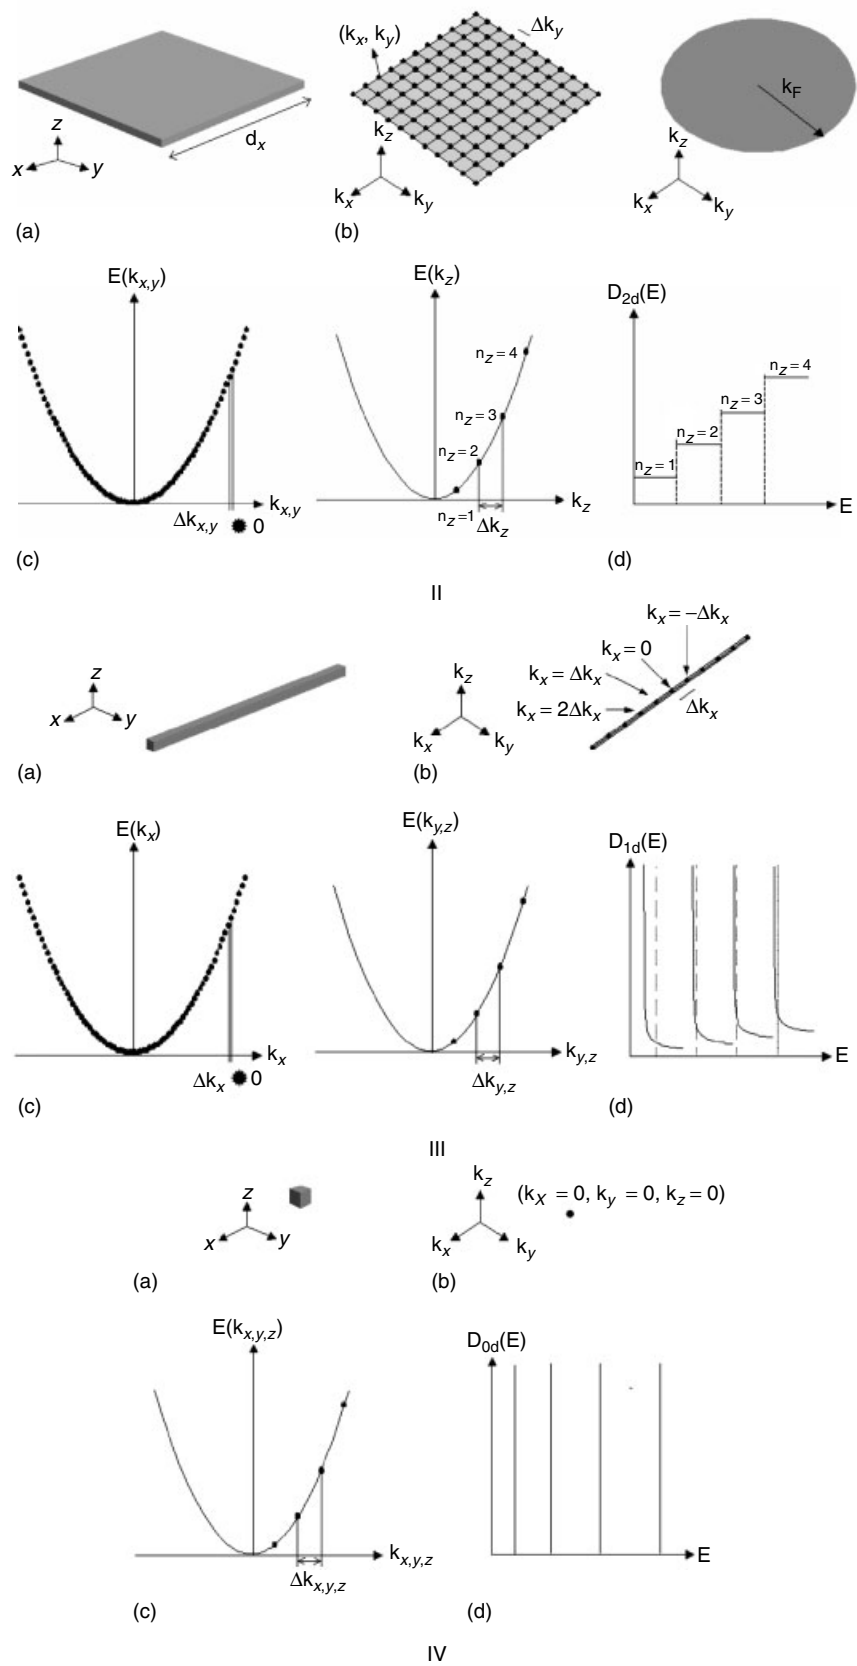 z
x
y
d_x
(k_x, k_y)
Δk_y
k_z
k_x
k_y
k_F
k_z
k_x
k_y
(a)
(b)
E(k_x,y)
k_x,y
Δk_x,y
0
E(k_z)
n_z = 4
n_z = 3
n_z = 2
n_z = 1
k_z
Δk_z
D_2d(E)
n_z = 4
n_z = 3
n_z = 2
n_z = 1
E
(c)
(d)
II
z
x
y
k_z
k_x
k_y
k_x = −Δk_x
k_x = 0
k_x = Δk_x
k_x = 2Δk_x
Δk_x
(a)
(b)
E(k_x)
k_x
Δk_x
0
E(k_y,z)
k_y,z
Δk_y,z
D_1d(E)
E
(c)
(d)
III
z
x
y
k_z
k_x
k_y
(k_X = 0, k_y = 0, k_z = 0)
(a)
(b)
E(k_x,y,z)
k_x,y,z
Δk_x,y,z
D_0d(E)
E
(c)
(d)
IV